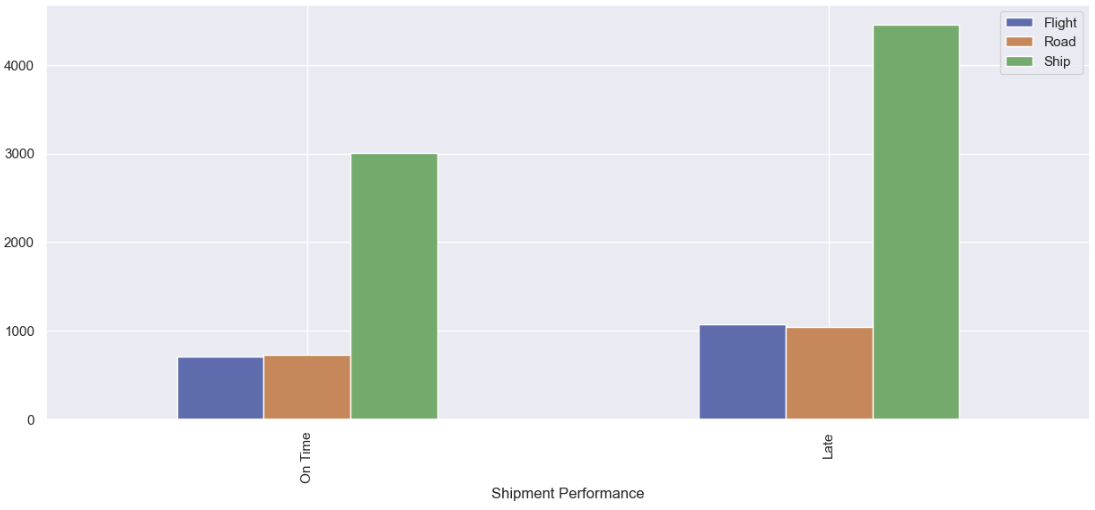 Flight
Road
Ship
4000
3000
2000
1000
0
On Time
Late
Shipment Performance